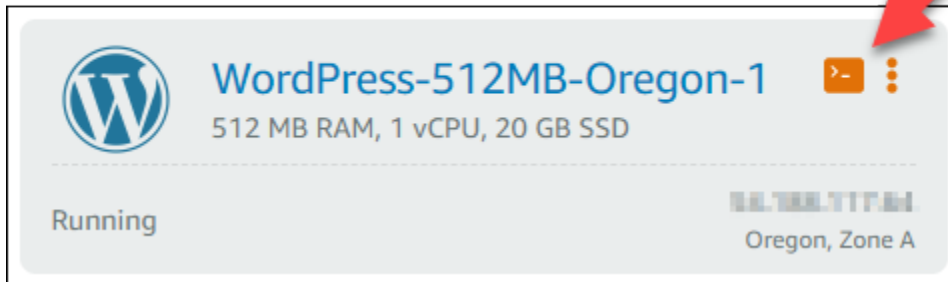 WordPress-512MB-Oregon-1
512 MB RAM, 1 vCPU, 20 GB SSD
Running
Oregon, Zone A